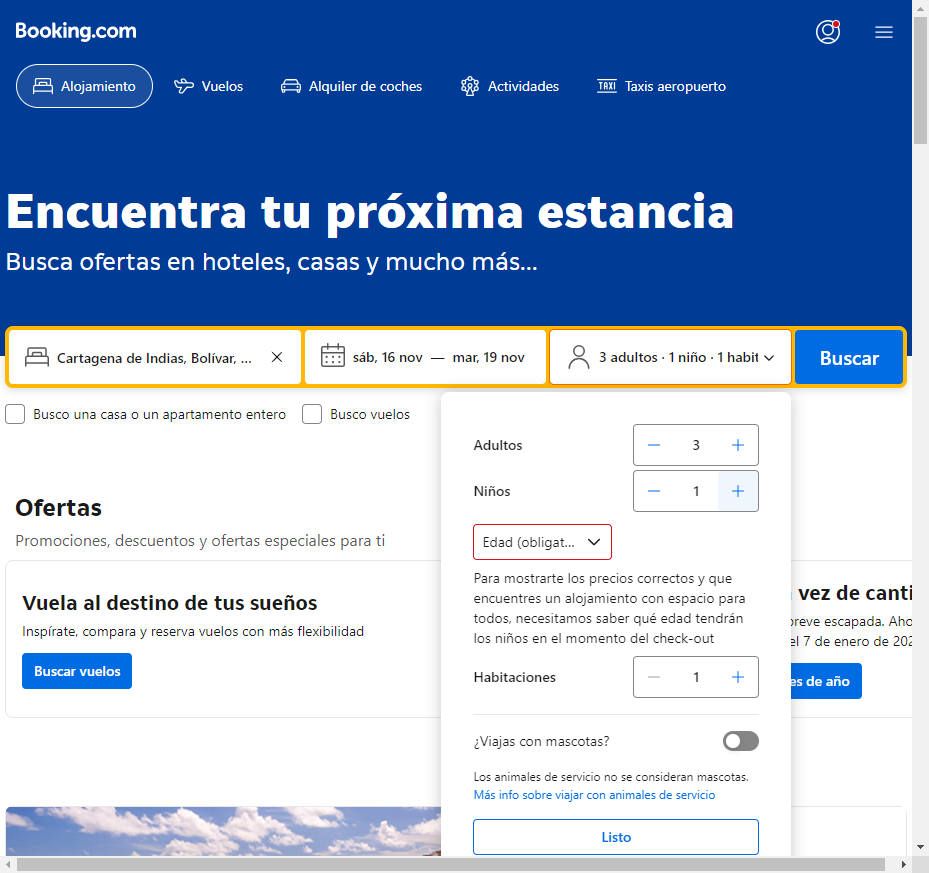 Booking.com
Alojamiento
Vuelos
Alquiler de coches
Actividades
TAXI
Taxis aeropuerto
Encuentra tu próxima estancia
Busca ofertas en hoteles, casas y mucho más...
Cartagena de Indias, Bolívar, ...
sáb, 16 nov — mar, 19 nov
3 adultos · 1 niño · 1 habit
Buscar
Busco una casa o un apartamento entero
Busco vuelos
Adultos
3
Niños
1
Edad (obligat...
Para mostrarte los precios correctos y que
encuentres un alojamiento con espacio para
todos, necesitamos saber qué edad tendrán
los niños en el momento del check-out
Habitaciones
1
¿Viajas con mascotas?
Los animales de servicio no se consideran mascotas.
Más info sobre viajar con animales de servicio
Listo
Ofertas
Promociones, descuentos y ofertas especiales para ti
Vuela al destino de tus sueños
Inspírate, compara y reserva vuelos con más flexibilidad
Buscar vuelos
vez de canti
breve escapada. Aho
el 7 de enero de 202
es de año